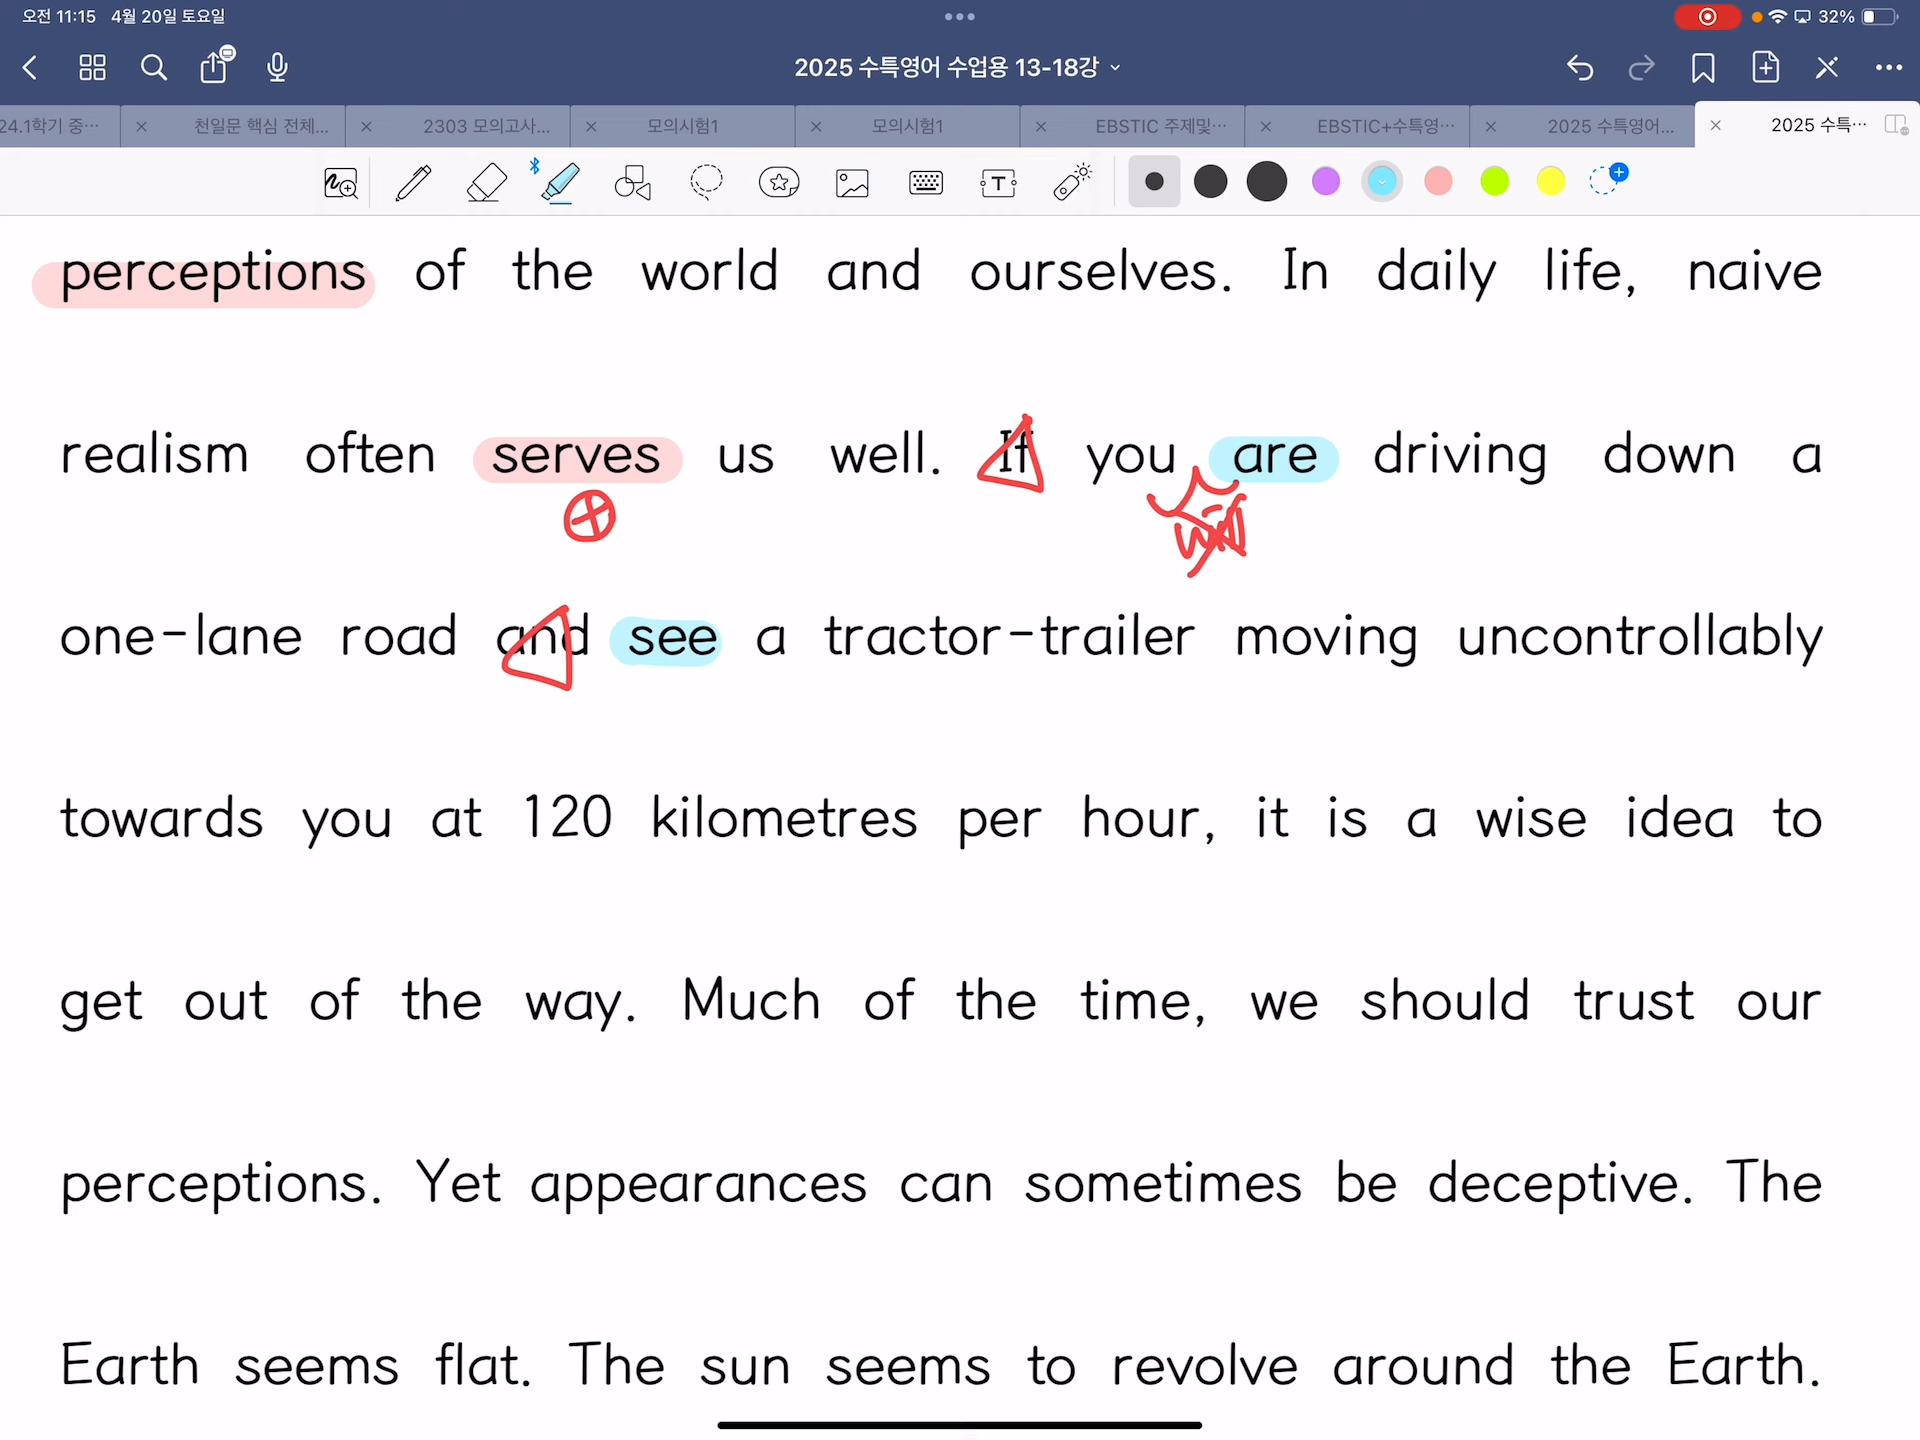 오전 11:15 4월 20일 토요일
32%
2025 수특영어 수업용 13-18강
24.1학기 중…
천일문 핵심 전체...
2303 모의고사...
모의시험1
모의시험1
EBSTIC 주제및…
EBSTIC+수특영…
2025 수특영어...
2025 수특…
T
perceptions of the world and ourselves. In daily life, naive
realism often serves us well. If you are driving down a
one-lane road and see a tractor-trailer moving uncontrollably
towards you at 120 kilometres per hour, it is a wise idea to
get out of the way. Much of the time, we should trust our
perceptions. Yet appearances can sometimes be deceptive. The
Earth seems flat. The sun seems to revolve around the Earth.